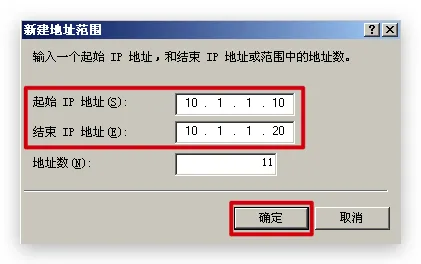 新建地址范围
输入一个起始 IP 地址，和结束 IP 地址或范围中的地址数。
起始 IP 地址(S): 10 . 1 . 1 . 10
结束 IP 地址(E): 10 . 1 . 1 . 20
地址数(N): 11
确定 取消